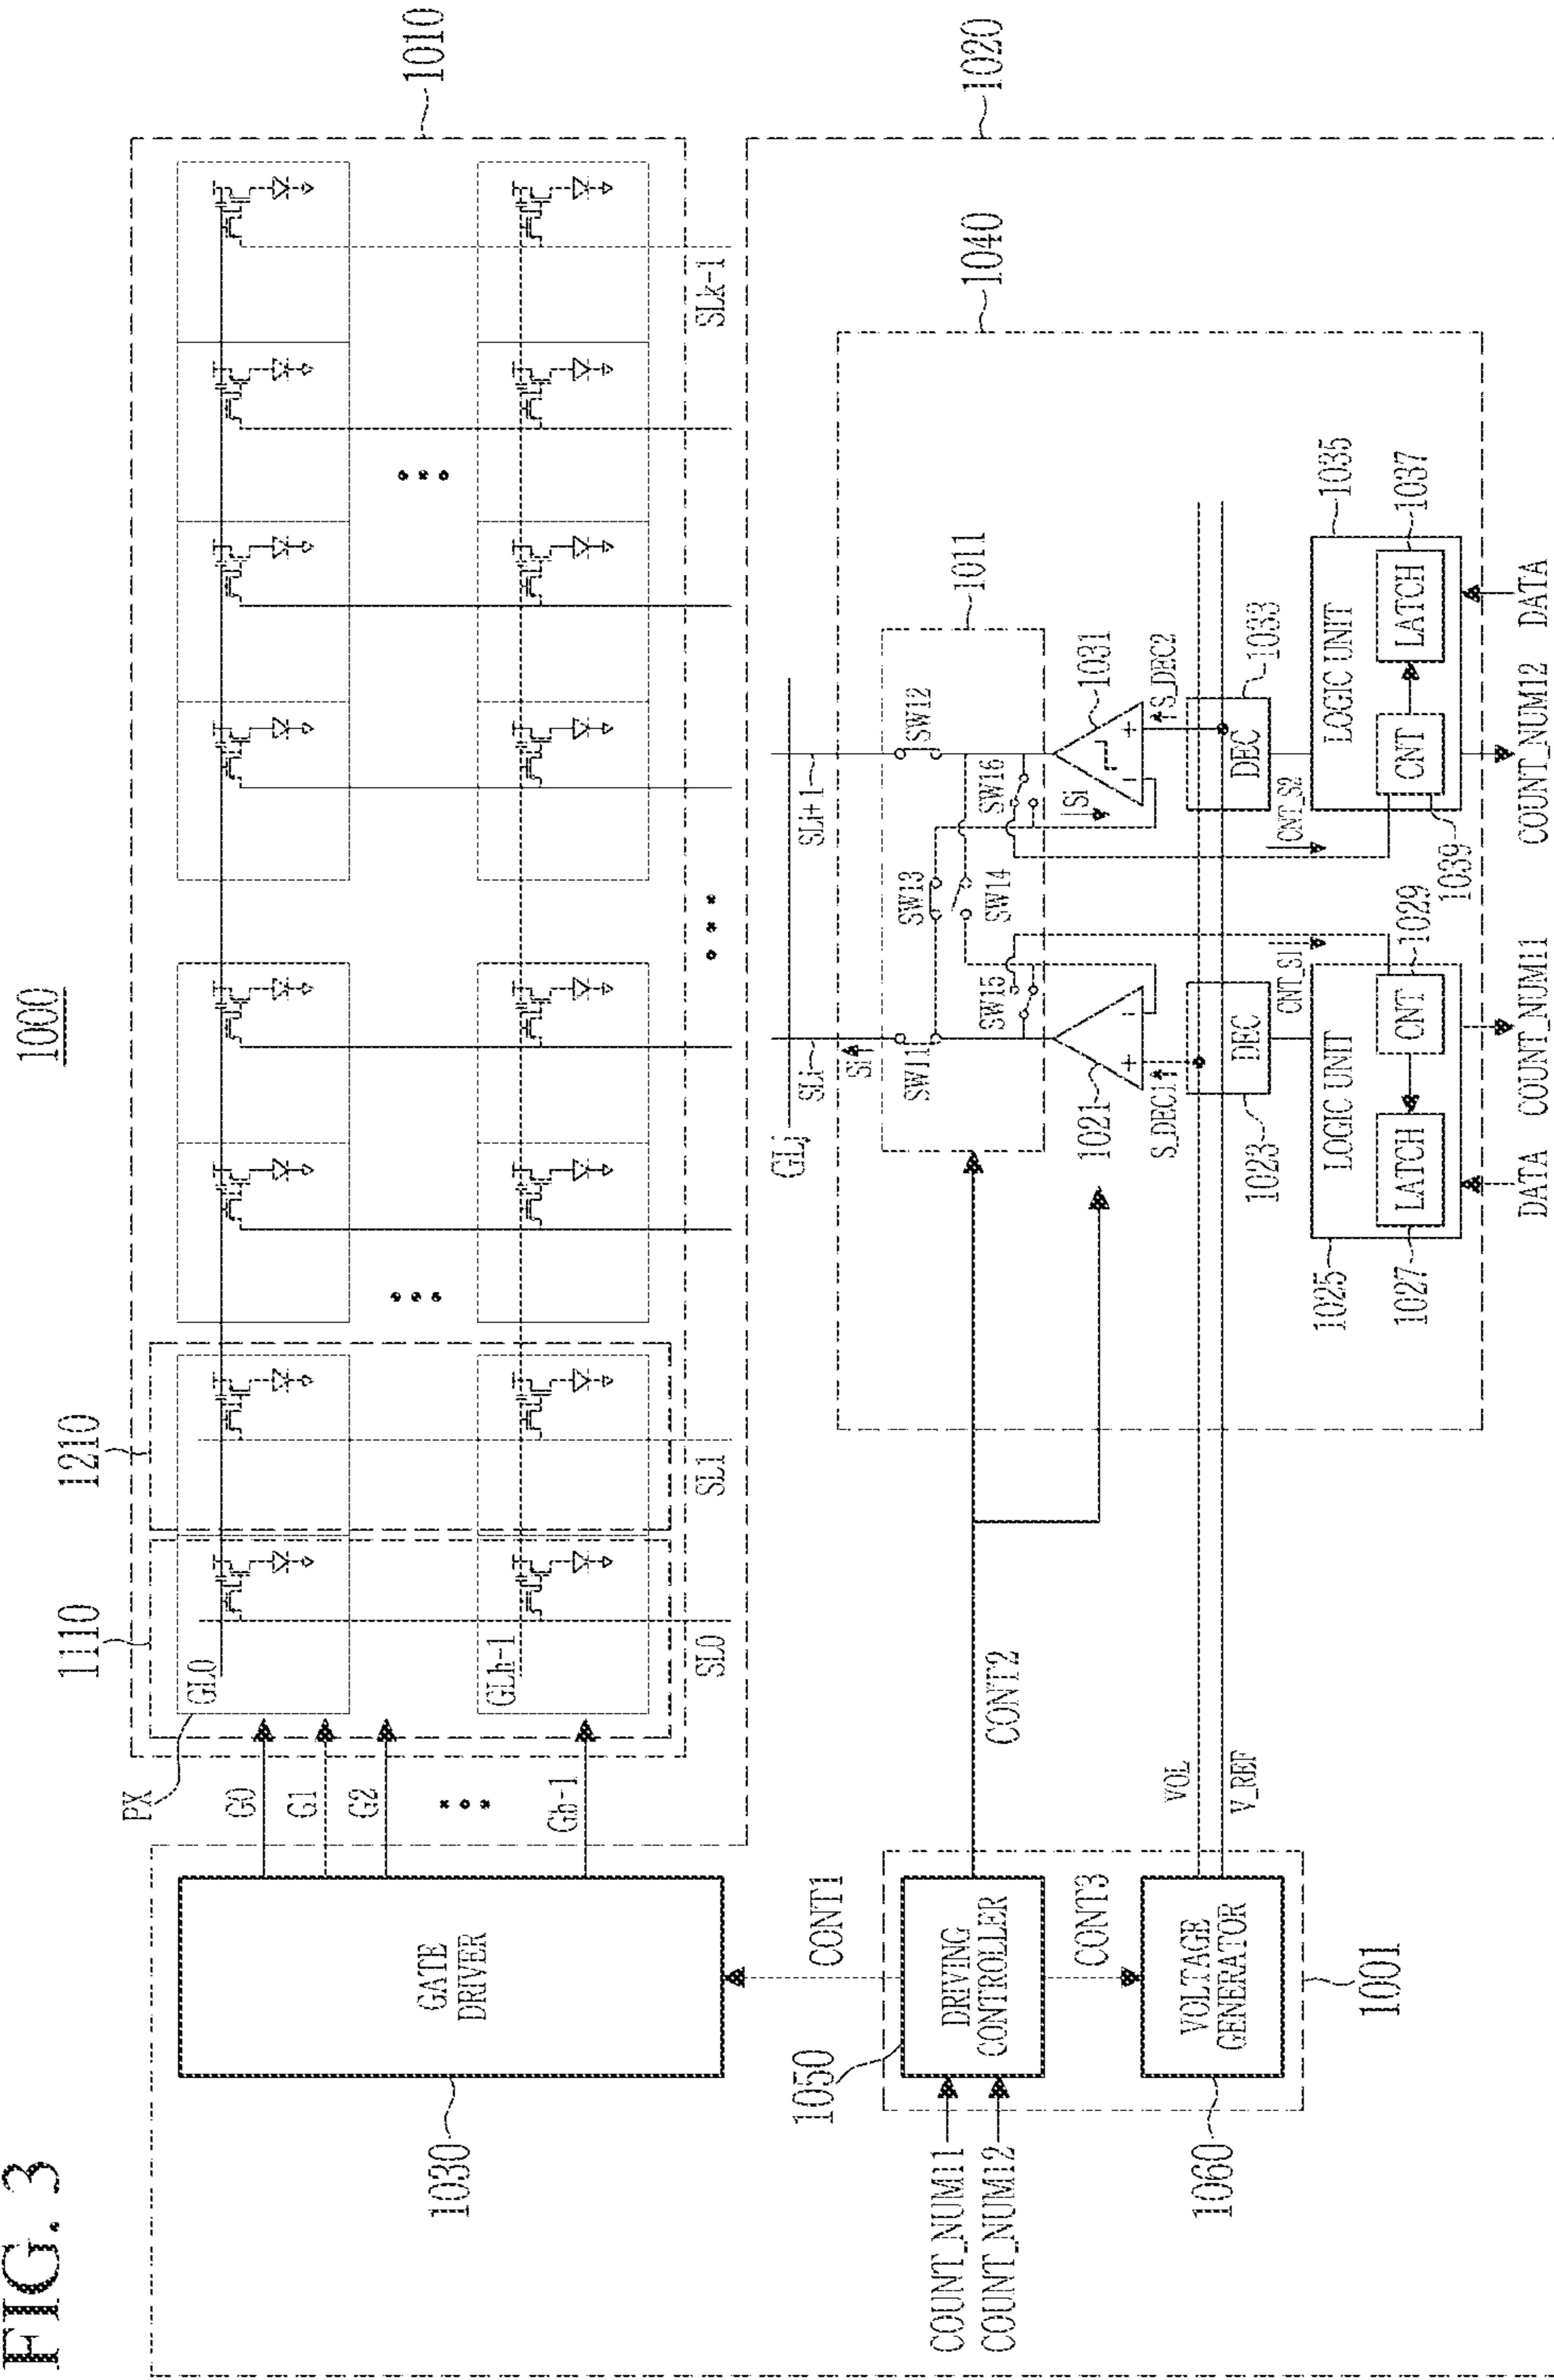 FIG. 3
1000
1110
1210
1010
PX
GL0
G0
G1
G2
GLh-1
Gh-1
SL0
SL1
SLk-1
GATE
DRIVER
1030
1020
CONT1
1040
GLj
SLi
Si
SLi+1
1050
COUNT_NUM11
COUNT_NUM12
DRIVING
CONTROLLER
CONT2
SW11
SW12
SW13
SW14
SW15
SW16
1011
CONT3
1021
1031
Si
S_DEC1
S_DEC2
VOL
V_REF
VOLTAGE
GENERATOR
1060
1001
1023
DEC
DEC
1033
CNT_S1
CNT_S2
1025
LOGIC UNIT
LOGIC UNIT
1035
1027
LATCH
CNT
1029
1039
CNT
LATCH
1037
DATA
COUNT_NUM11
COUNT_NUM12
DATA